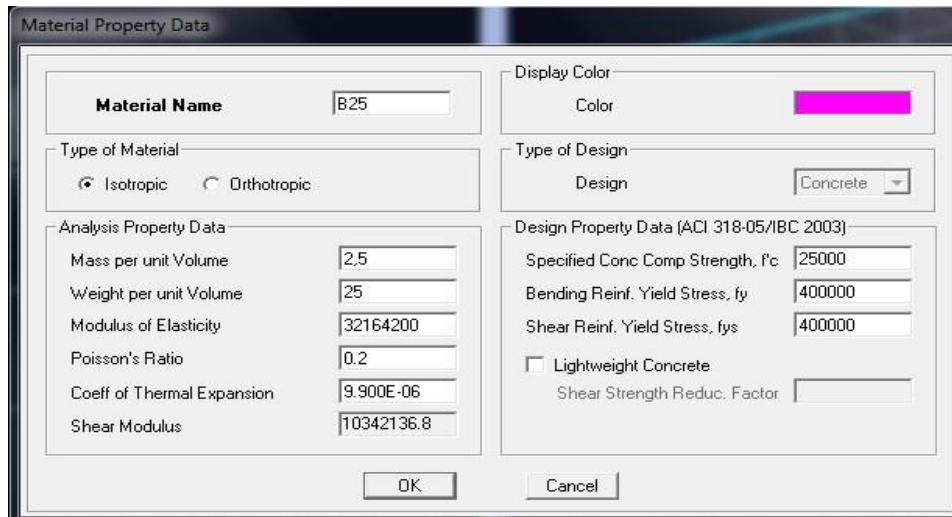 Material Property Data
Material Name B25
Display Color
Color
Type of Material
Isotropic Orthotropic
Type of Design
Design Concrete
Analysis Property Data
Mass per unit Volume 2,5
Weight per unit Volume 25
Modulus of Elasticity 32164200
Poisson's Ratio 0.2
Coeff of Thermal Expansion 9.900E-06
Shear Modulus 10342136.8
Design Property Data (ACI 318-05/IBC 2003)
Specified Conc Comp Strength, f'c 25000
Bending Reinf. Yield Stress, fy 400000
Shear Reinf. Yield Stress, fys 400000
Lightweight Concrete
Shear Strength Reduc. Factor
OK Cancel